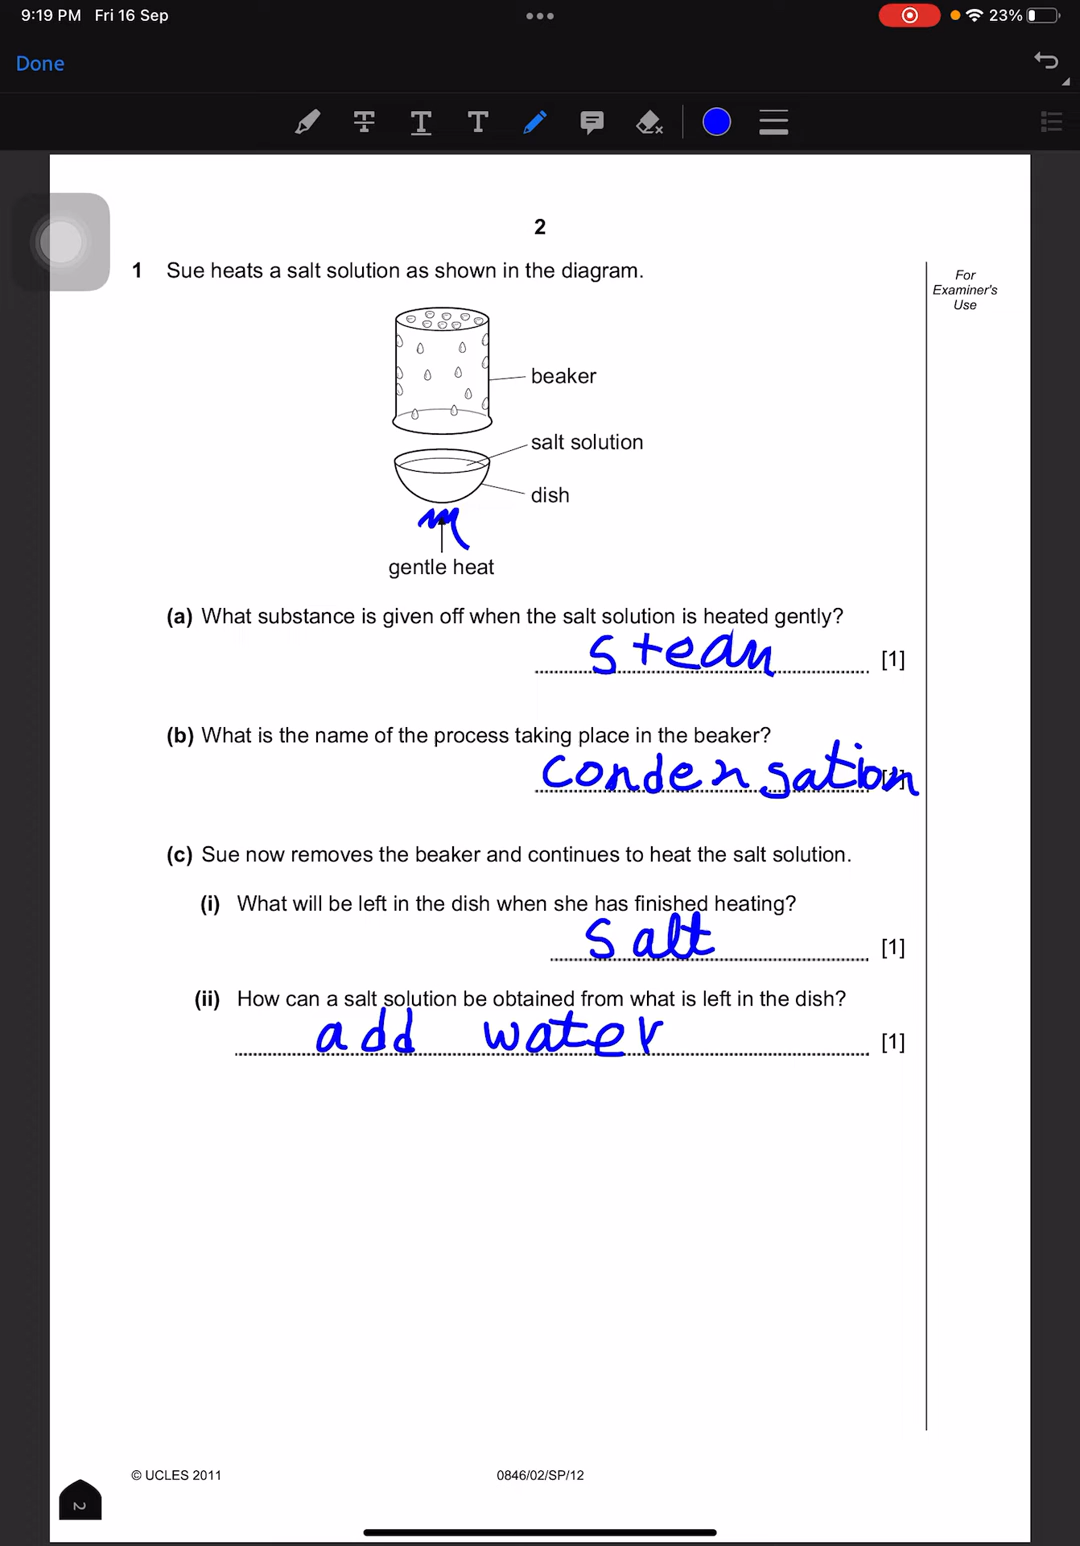 9:19 PM Fri 16 Sep
23%
Done
T T T
2
1 Sue heats a salt solution as shown in the diagram.
For
Examiner's
Use
beaker
salt solution
dish
gentle heat
(a) What substance is given off when the salt solution is heated gently?
steam [1]
(b) What is the name of the process taking place in the beaker?
condensation [1]
(c) Sue now removes the beaker and continues to heat the salt solution.
(i) What will be left in the dish when she has finished heating?
salt [1]
(ii) How can a salt solution be obtained from what is left in the dish?
add water [1]
© UCLES 2011 0846/02/SP/12
2